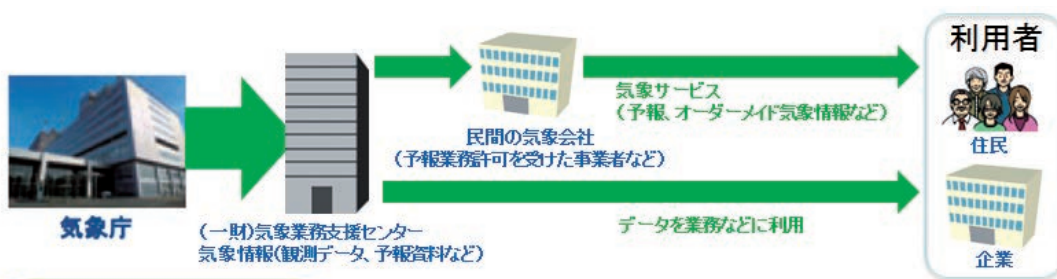 気象庁
(一財)気象業務支援センター
気象情報(観測データ、予報資料など)
民間の気象会社
(予報業務許可を受けた事業者など)
気象サービス
(予報、オーダーメイド気象情報など)
データを業務などに利用
利用者
住民
企業